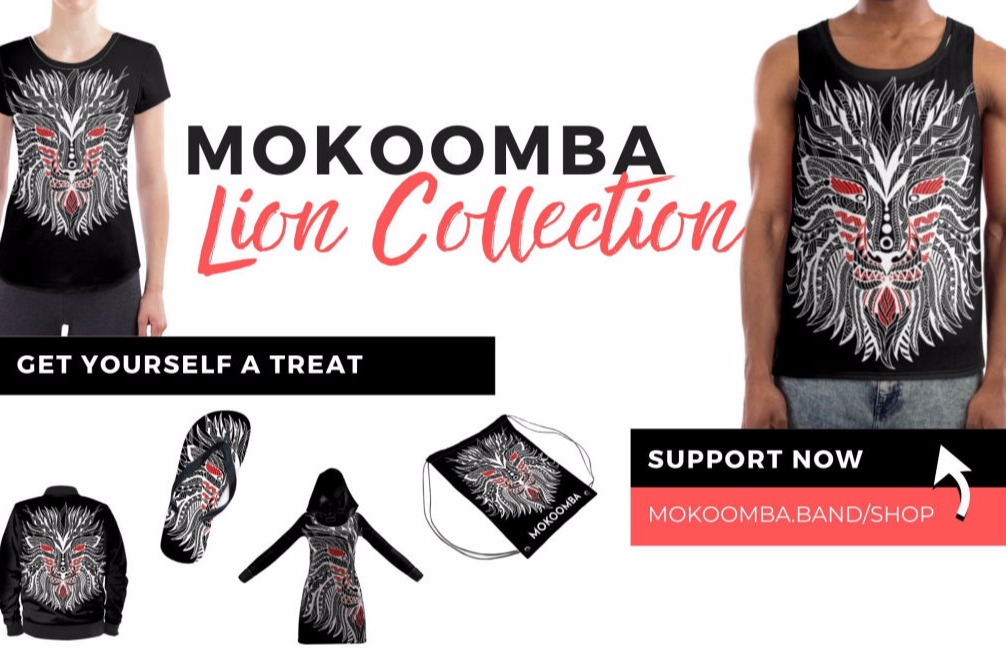 MOKOOMBA
Lion Collection
GET YOURSELF A TREAT
MOKOOMBA
SUPPORT NOW
MOKOOMBA.BAND/SHOP